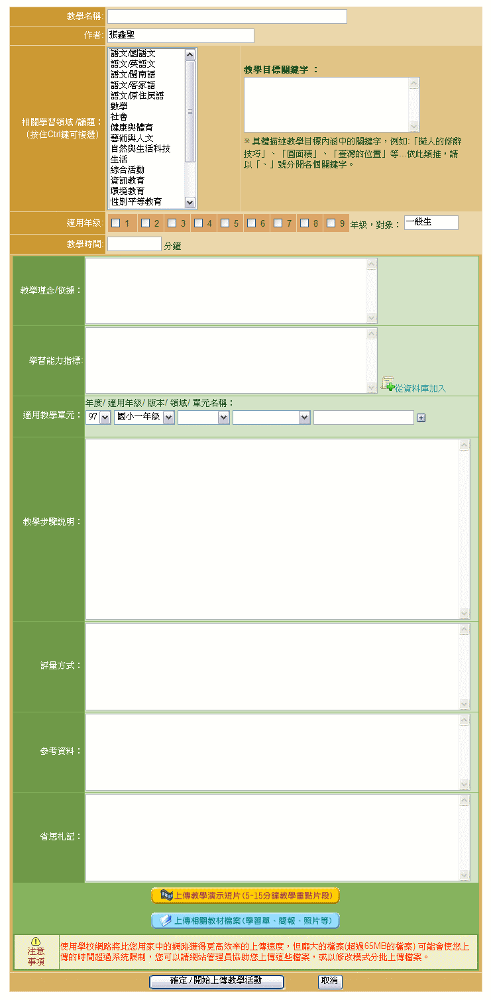 教學名稱:
作者: 張鑫聖
相關學習領域 /議題：
（按住Ctrl鍵可複選）
語文/國語文
語文/英語文
語文/閩南語
語文/客家語
語文/原住民語
數學
社會
健康與體育
藝術與人文
自然與生活科技
生活
綜合活動
資訊教育
環境教育
性別平等教育
教學目標關鍵字 ：
※ 具體描述教學目標內涵中的關鍵字，例如:「擬人的修辭
技巧」、「圓面積」、「臺灣的位置」等...依此類推，請
以「、」號分開各個關鍵字。
適用年級: 1 2 3 4 5 6 7 8 9 年級，對象： 一般生
教學時間: 分鐘
教學理念/依據：
學習能力指標:
從資料庫加入
年度/ 適用年級/ 版本/ 領域/ 單元名稱：
適用教學單元： 97 國小一年級
教學步驟說明：
評量方式：
參考資料：
省思札記：
上傳教學演示短片(5-15分鐘教學重點片段)
上傳相關教材檔案(學習單、簡報、照片等)
注意
事項
使用學校網路將比您用家中的網路獲得更高效率的上傳速度，但龐大的檔案(超過65MB的檔案) 可能會使您上
傳的時間超過系統限制，您可以請網站管理員協助您上傳這些檔案，或以修改模式分批上傳檔案。
確定 / 開始上傳教學活動 取消